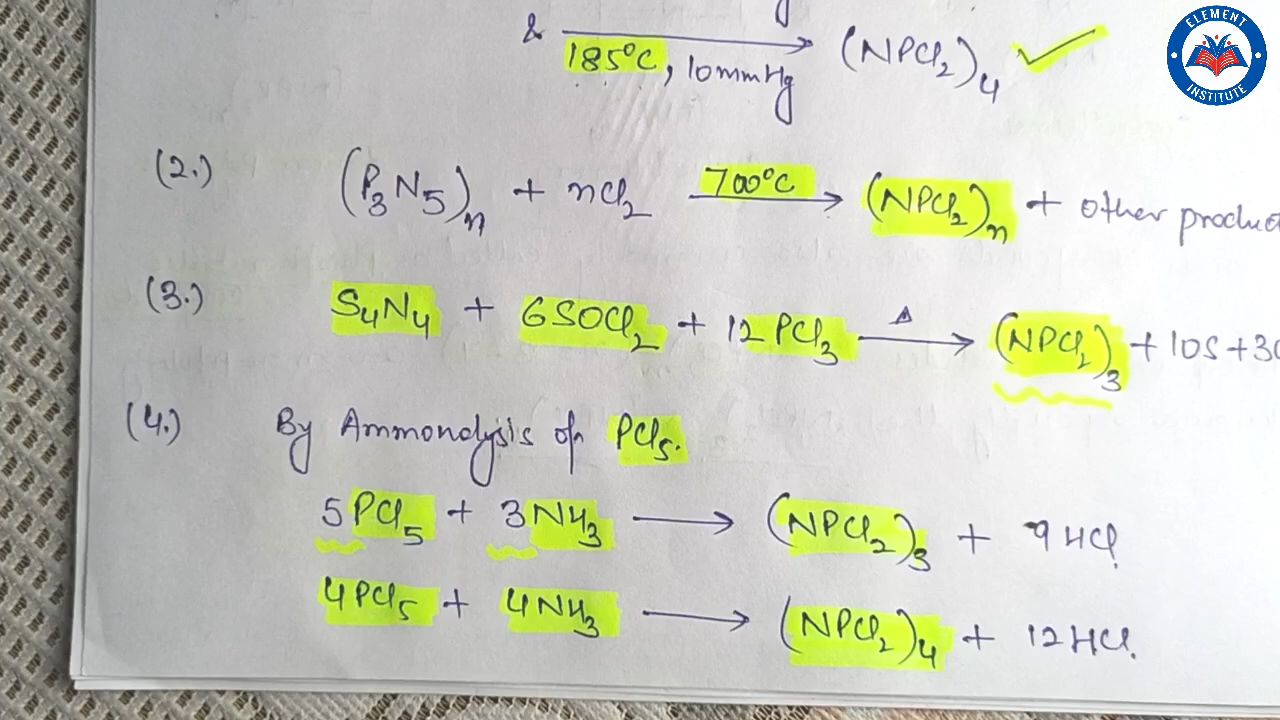 & 185°C, 10mmHg → (NPCl₂)₄ ✓
ELEMENT INSTITUTE
(2.) (P₃N₅)ₙ + nCl₂ 700°C → (NPCl₂)ₙ + other produc
(3.) S₄N₄ + 6SOCl₂ + 12PCl₃ Δ → (NPCl₂)₃ + 10S + 3
(4.) By Ammonolysis of PCl₅.
5PCl₅ + 3NH₃ → (NPCl₂)₃ + 9HCl
4PCl₅ + 4NH₃ → (NPCl₂)₄ + 12HCl.